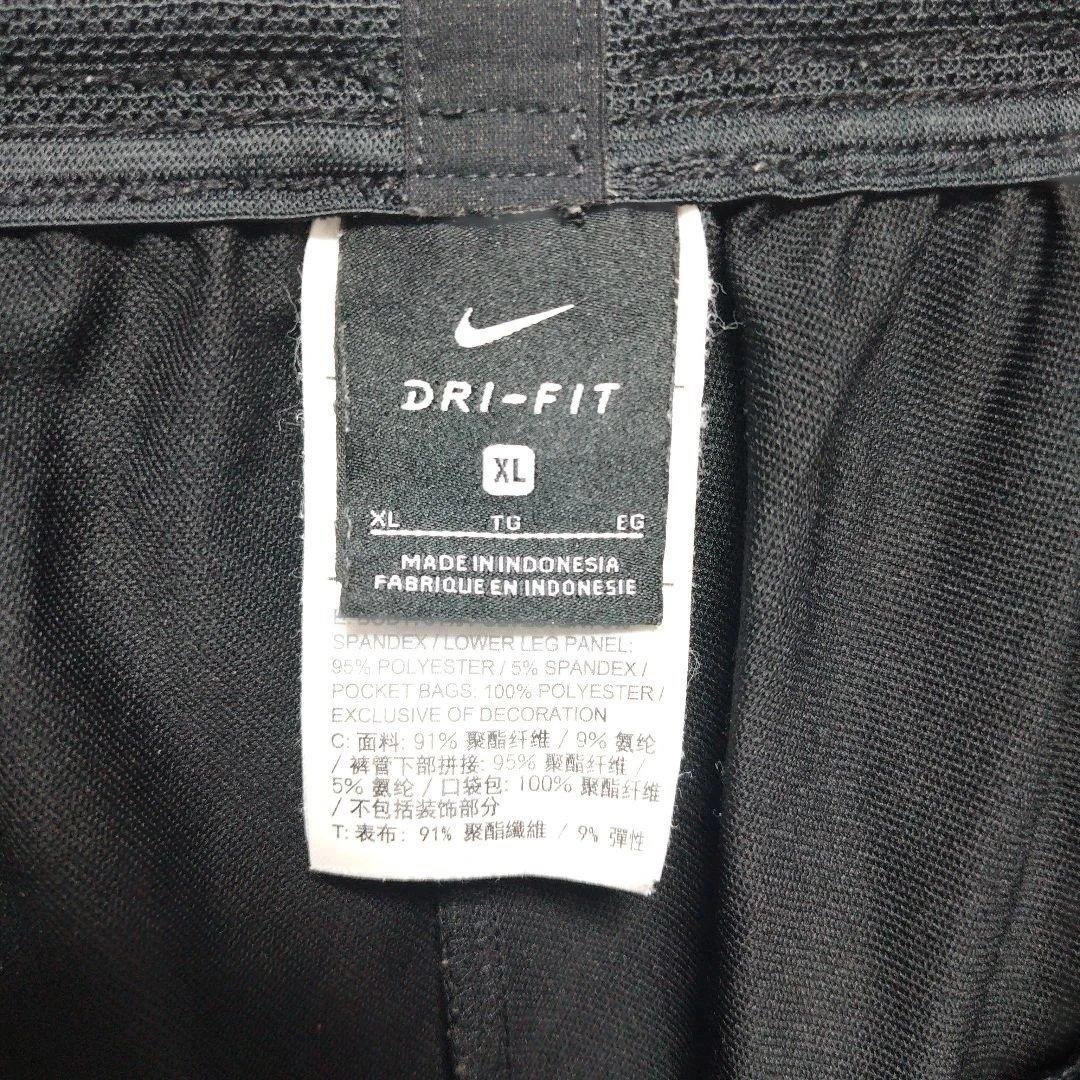 DRI-FIT
XL
XL TG EG
MADE IN INDONESIA
FABRIQUE EN INDONESIE
SPANDEX / LOWER LEG PANEL:
95% POLYESTER / 5% SPANDEX /
POCKET BAGS: 100% POLYESTER /
EXCLUSIVE OF DECORATION
C: 面料: 91% 聚酯纤维 / 9% 氨纶
/ 裤管下部拼接: 95% 聚酯纤维 /
5% 氨纶 / 口袋包: 100% 聚酯纤维
/ 不包括装饰部分
T: 表布: 91% 聚酯纖維 / 9% 彈性